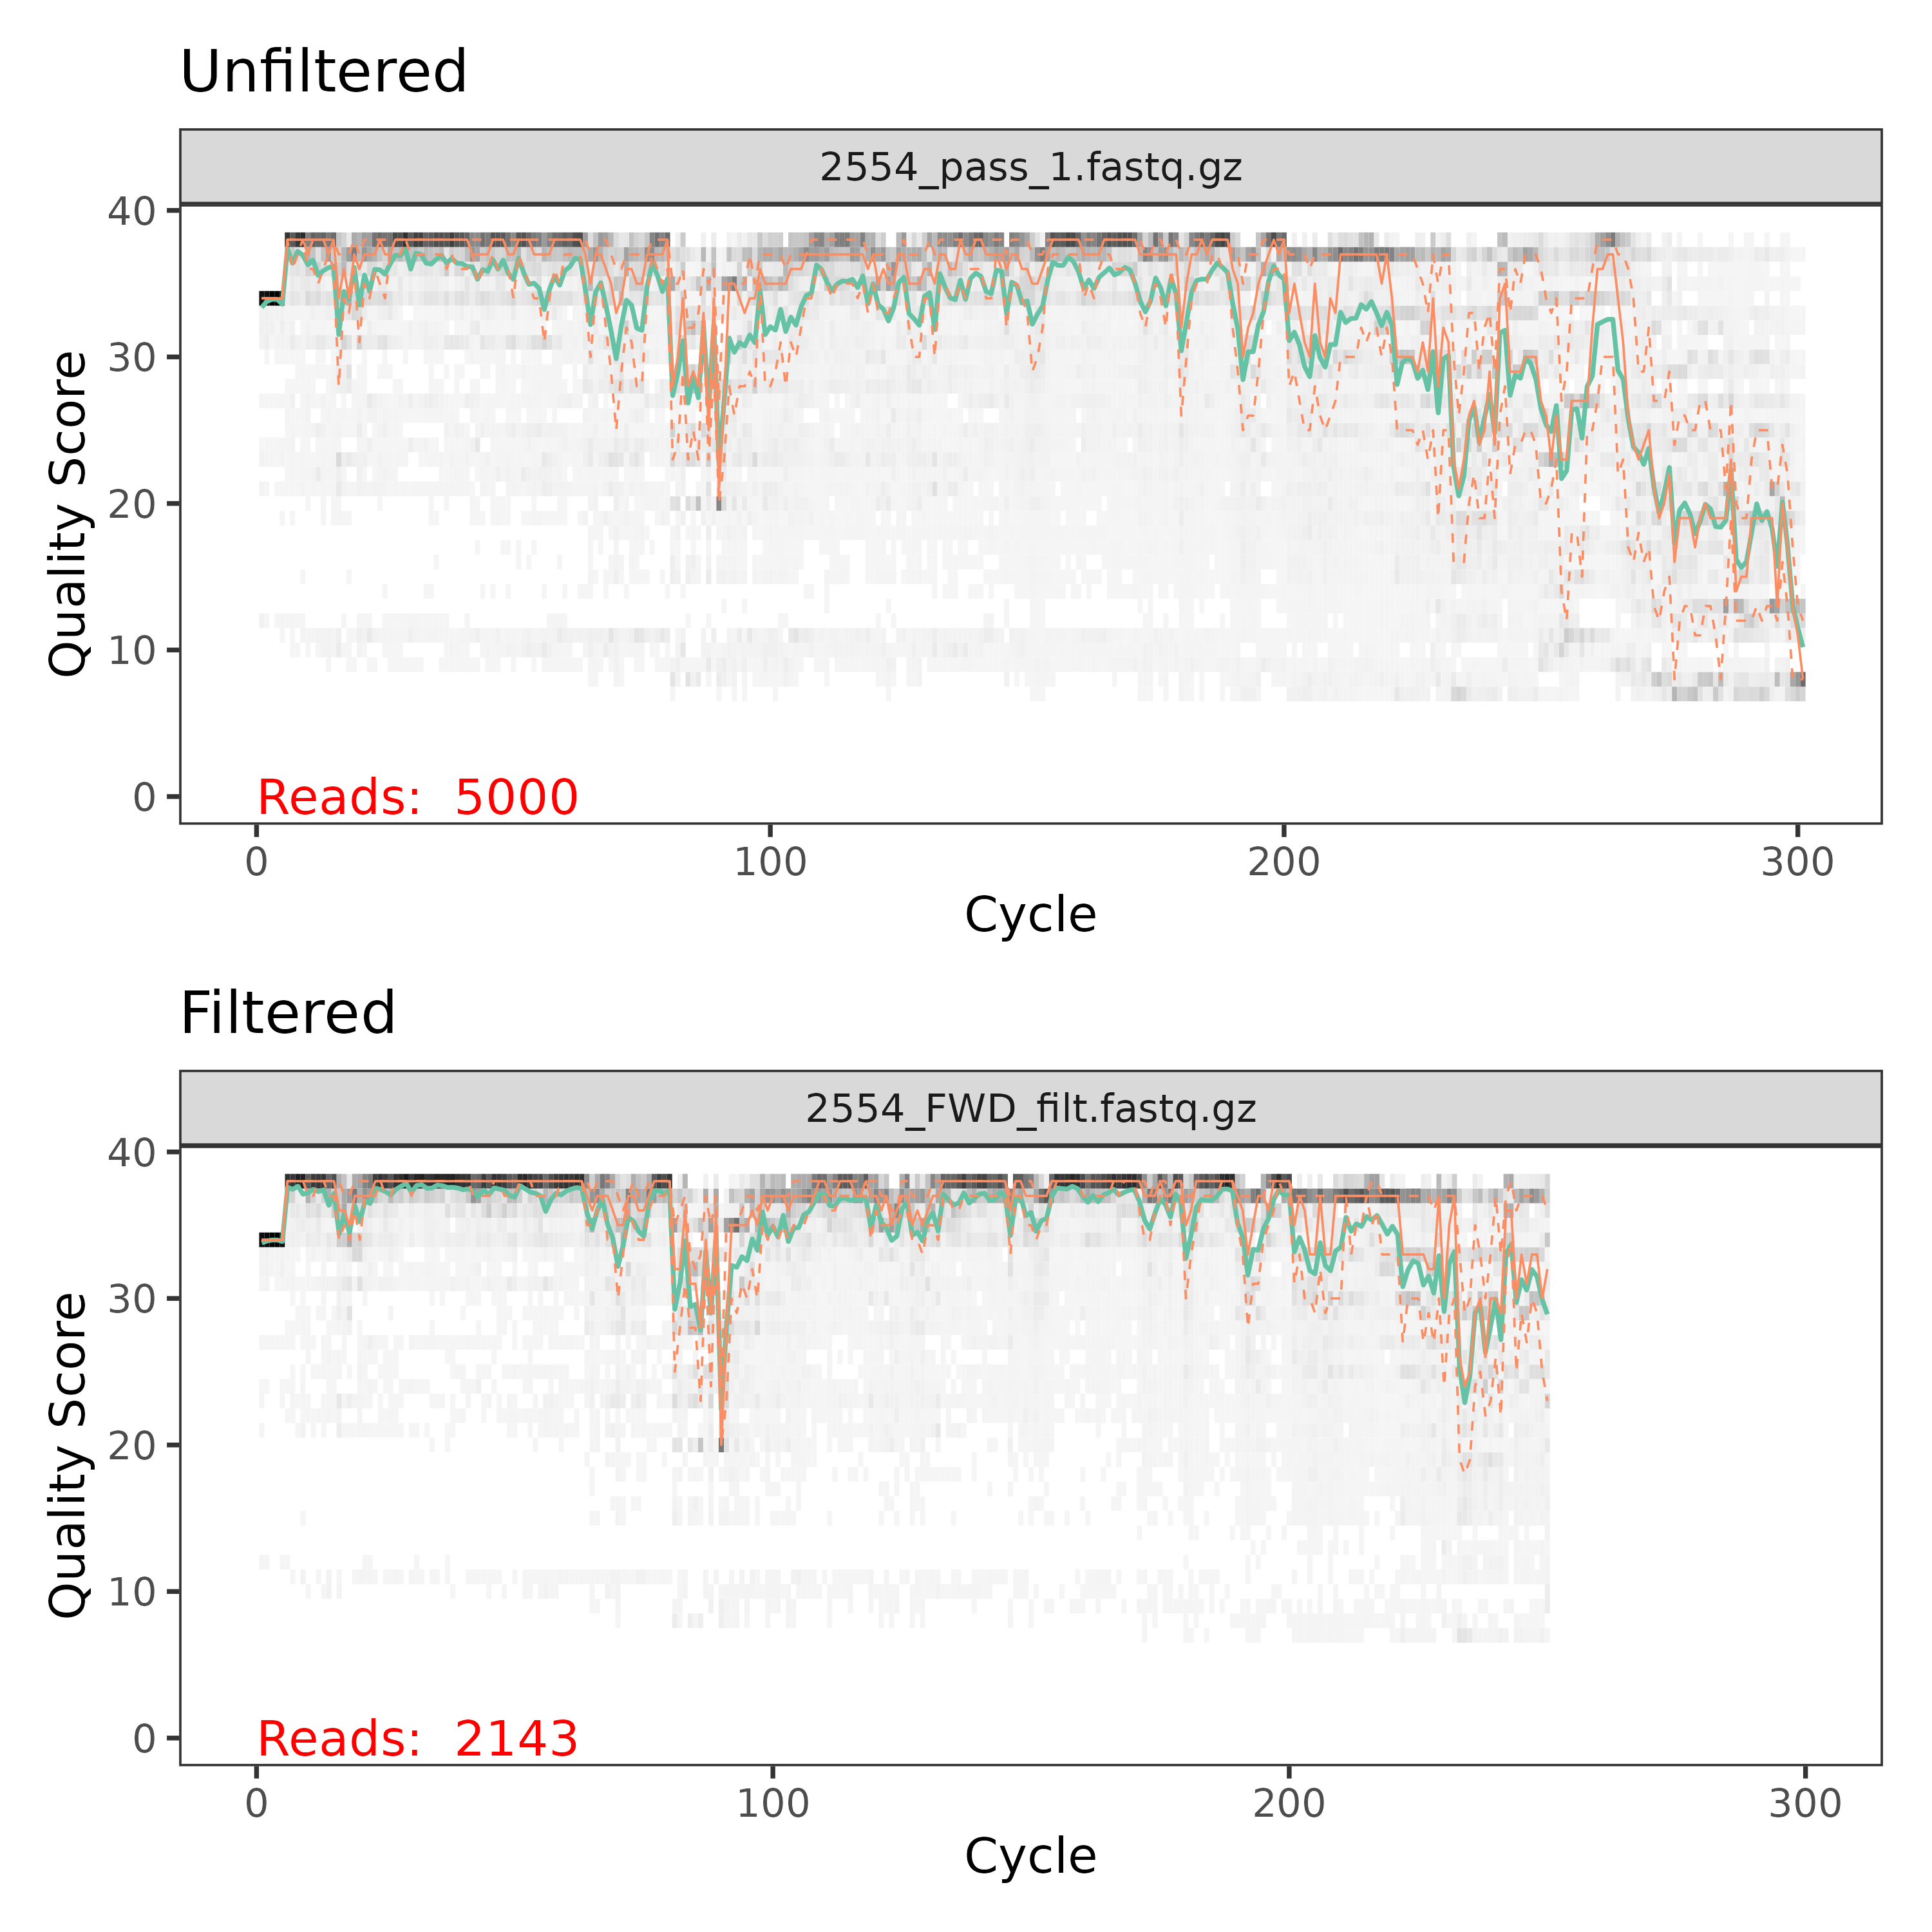 Unfiltered
2554_pass_1.fastq.gz
40
30
20
10
0
Quality Score
Reads: 5000
0 100 200 300
Cycle
Filtered
2554_FWD_filt.fastq.gz
40
30
20
10
0
Quality Score
Reads: 2143
0 100 200 300
Cycle